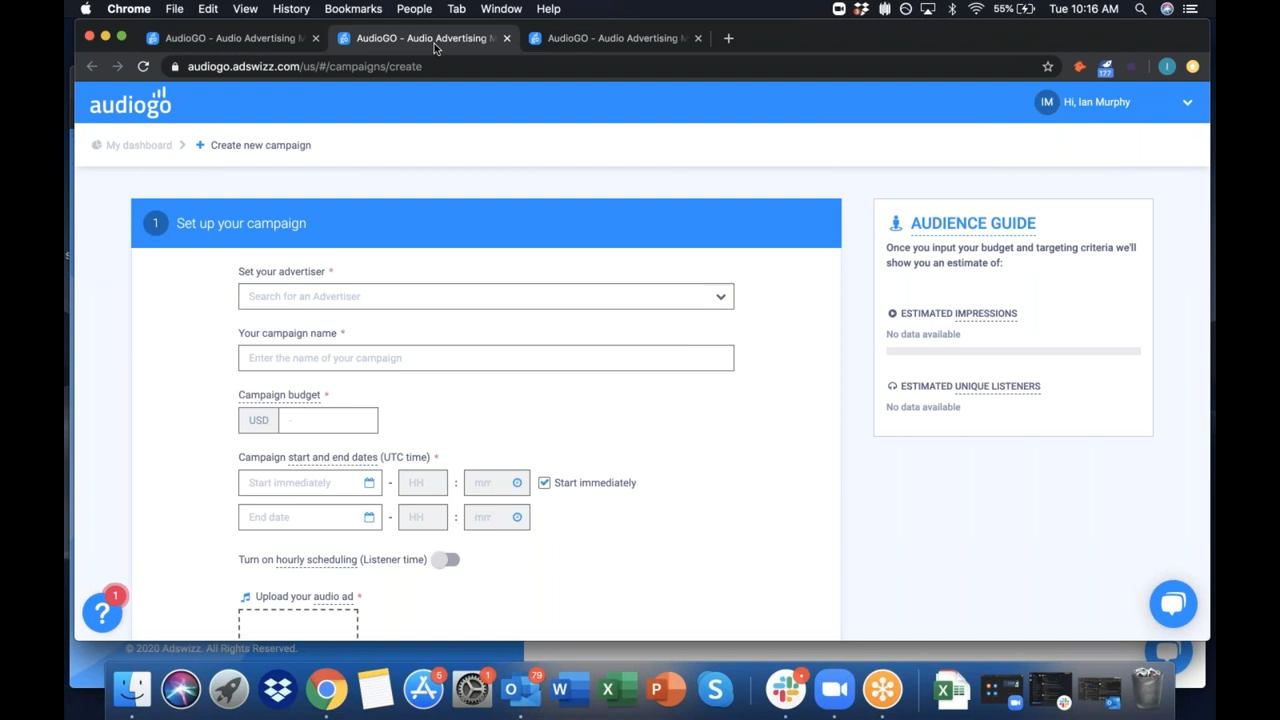 Chrome File Edit View History Bookmarks People Tab Window Help 55% Tue 10:16 AM
AudioGO - Audio Advertising M AudioGO - Audio Advertising M AudioGO - Audio Advertising M
audiogo.adswizz.com/us/#/campaigns/create 177 I
audiogo IM Hi, Ian Murphy
My dashboard Create new campaign
1 Set up your campaign
Set your advertiser *
Search for an Advertiser
Your campaign name *
Enter the name of your campaign
Campaign budget *
USD -
Campaign start and end dates (UTC time) *
Start immediately - HH : mm Start immediately
End date - HH : mm
Turn on hourly scheduling (Listener time)
Upload your audio ad *
AUDIENCE GUIDE
Once you input your budget and targeting criteria we'll
show you an estimate of:
ESTIMATED IMPRESSIONS
No data available
ESTIMATED UNIQUE LISTENERS
No data available
? 1
© 2020 Adswizz. All Rights Reserved.
5 1 79 W X P S